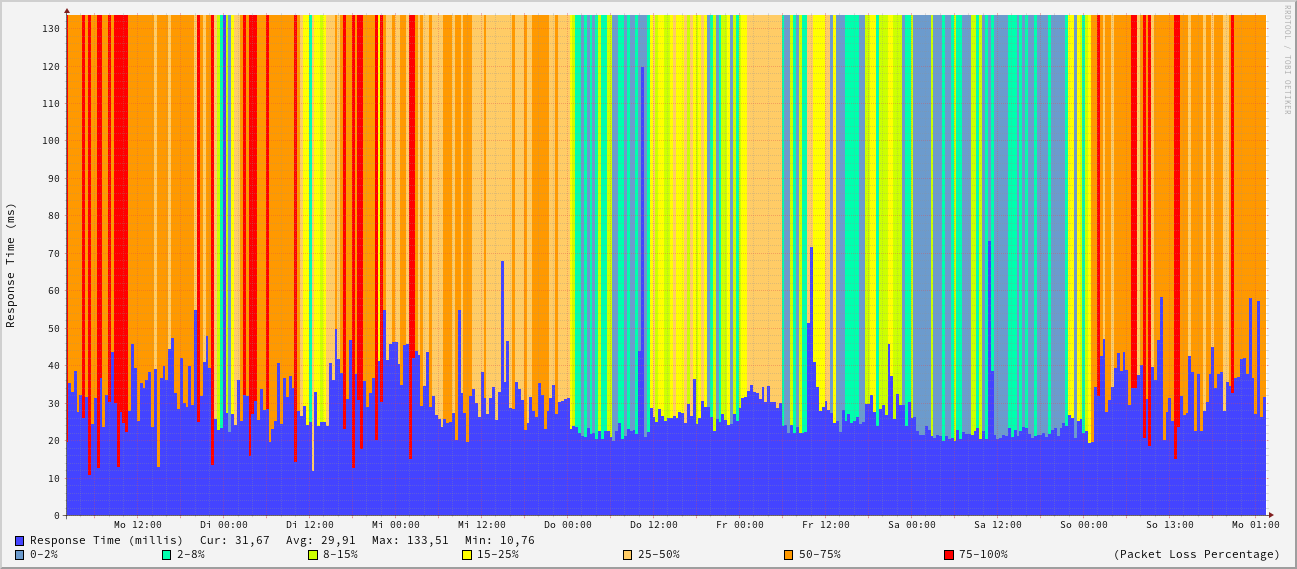 RRDTOOL / TOBI OETIKER
Response Time (ms)
130
120
110
100
90
80
70
60
50
40
30
20
10
0
Mo 12:00 Di 00:00 Di 12:00 Mi 00:00 Mi 12:00 Do 00:00 Do 12:00 Fr 00:00 Fr 12:00 Sa 00:00 Sa 12:00 So 00:00 So 13:00 Mo 01:00
Response Time (millis) Cur: 31,67 Avg: 29,91 Max: 133,51 Min: 10,76
0-2% 2-8% 8-15% 15-25% 25-50% 50-75% 75-100% (Packet Loss Percentage)